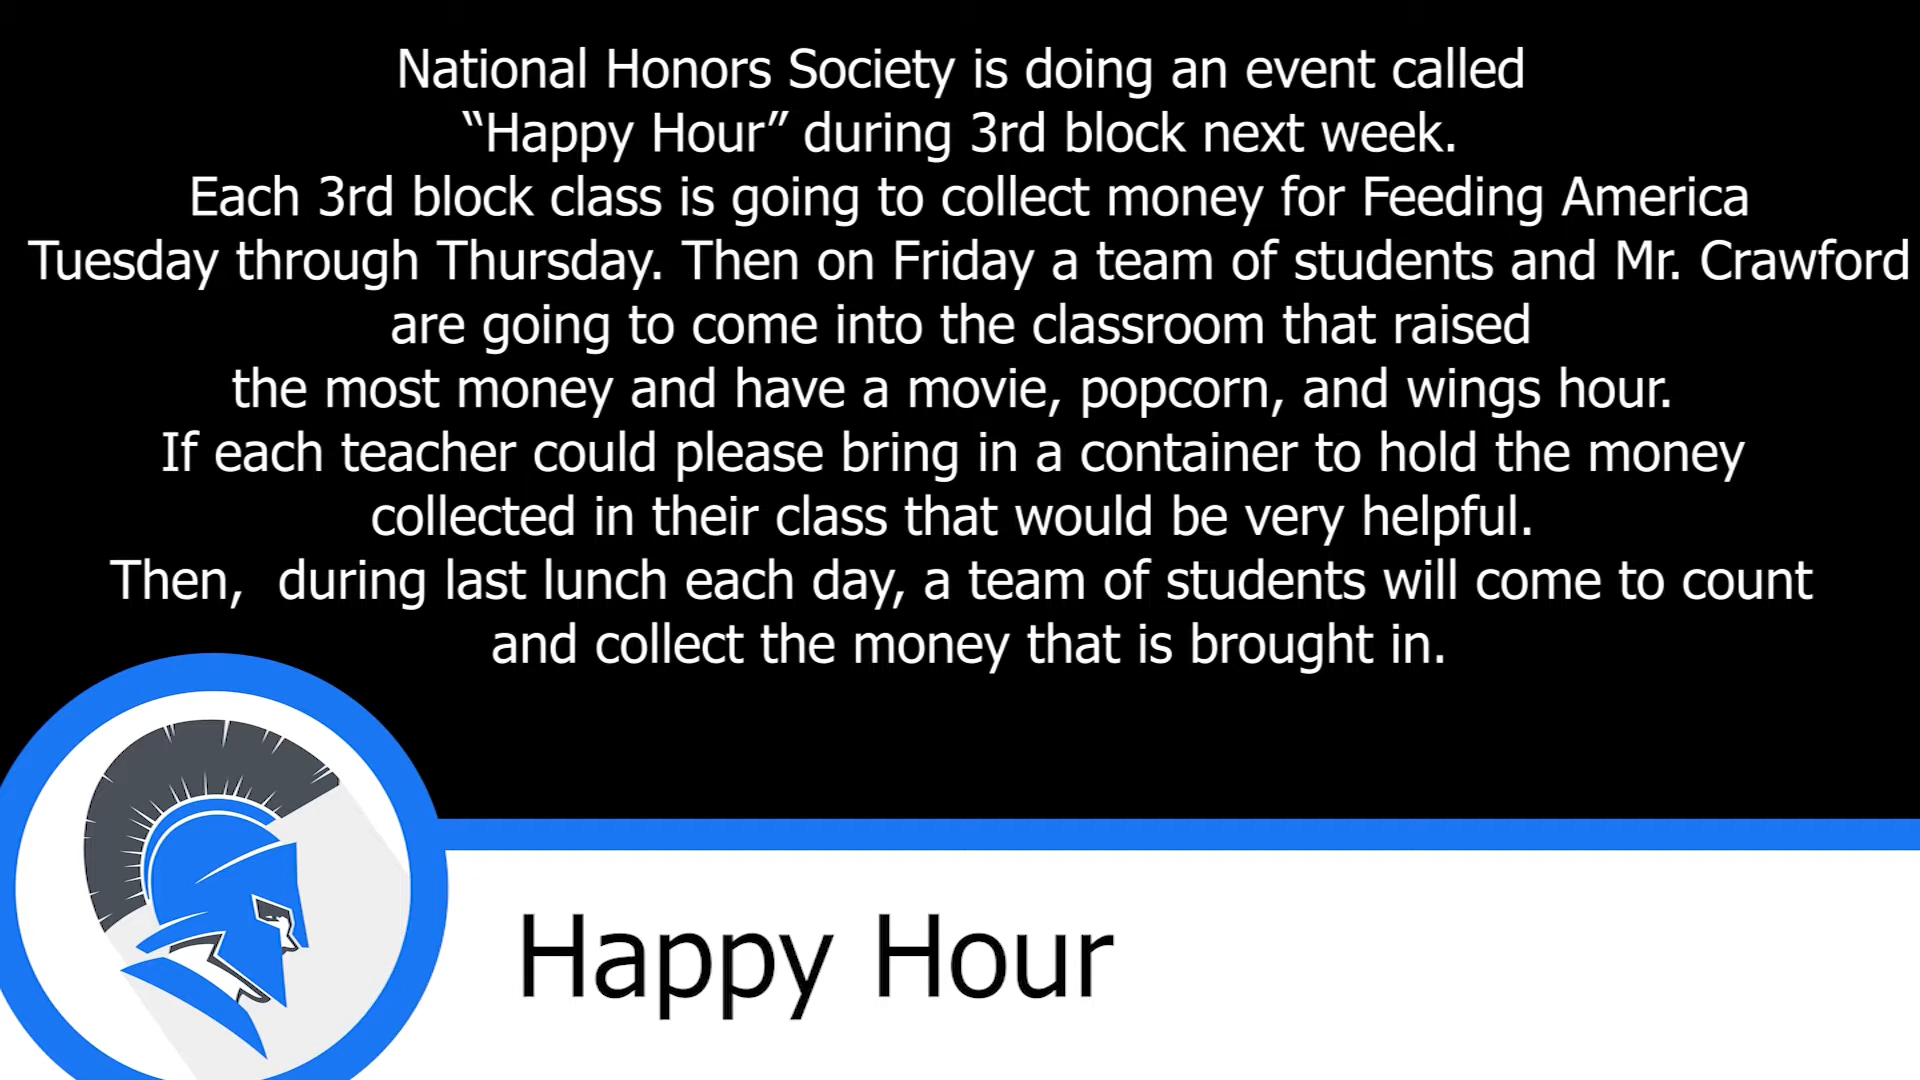 National Honors Society is doing an event called
“Happy Hour” during 3rd block next week.
Each 3rd block class is going to collect money for Feeding America
Tuesday through Thursday. Then on Friday a team of students and Mr. Crawford
are going to come into the classroom that raised
the most money and have a movie, popcorn, and wings hour.
If each teacher could please bring in a container to hold the money
collected in their class that would be very helpful.
Then,  during last lunch each day, a team of students will come to count
and collect the money that is brought in.
Happy Hour